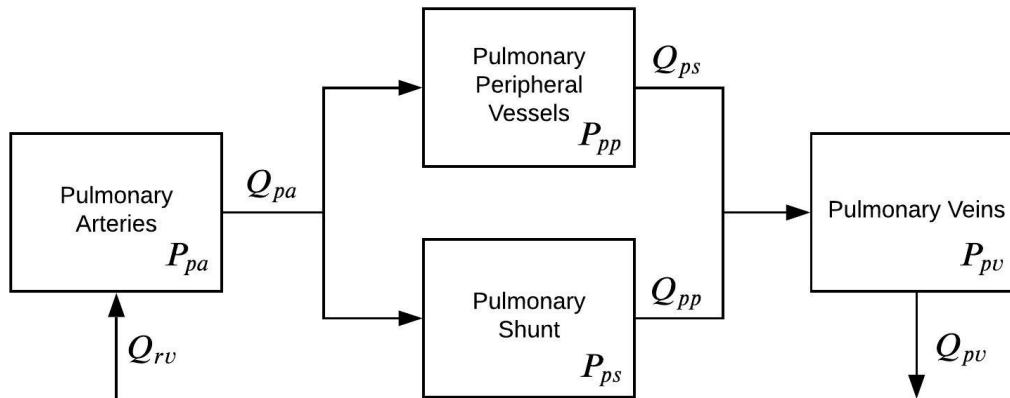 Pulmonary
Peripheral
Vessels
P_pp
Q_ps
Pulmonary
Arteries
P_pa
Q_pa
Pulmonary Veins
P_pv
Pulmonary
Shunt
P_ps
Q_pp
Q_rv
Q_pv